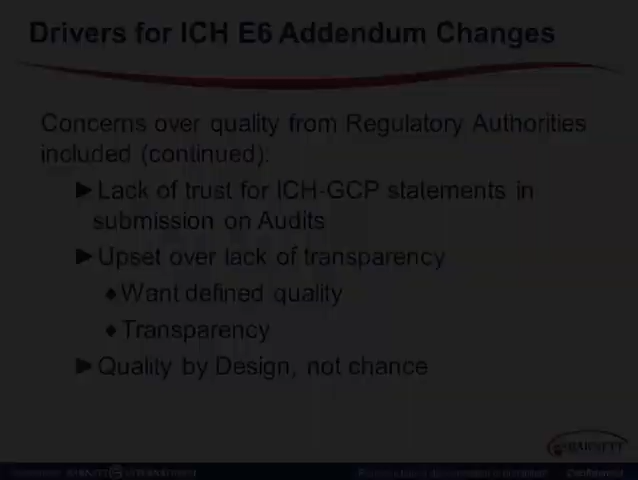 Drivers for ICH E6 Addendum Changes
Concerns over quality from Regulatory Authorities
included (continued):
►Lack of trust for ICH-GCP statements in
submission on Audits
►Upset over lack of transparency
♦Want defined quality
♦Transparency
►Quality by Design, not chance
BARNETT